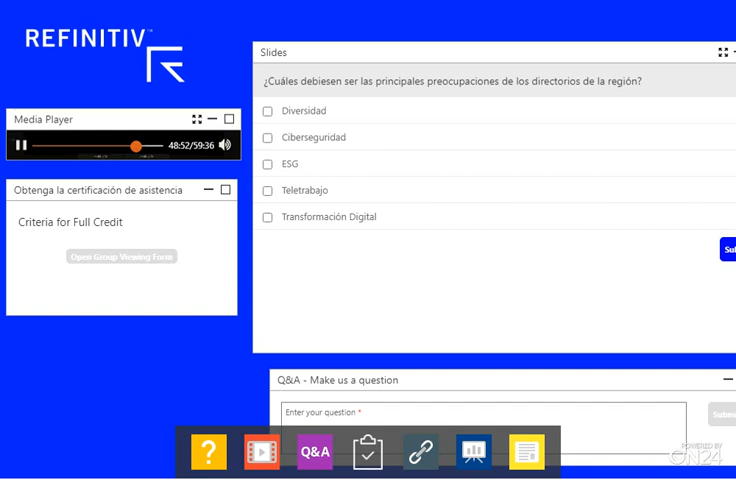 REFINITIV™
Slides
¿Cuáles debiesen ser las principales preocupaciones de los directorios de la región?
Diversidad
Ciberseguridad
ESG
Teletrabajo
Transformación Digital
Media Player
48:52/59:36
Obtenga la certificación de asistencia
Criteria for Full Credit
Open Group Viewing Form
Q&A - Make us a question
Enter your question *
Q&A
POWERED BY
ON24